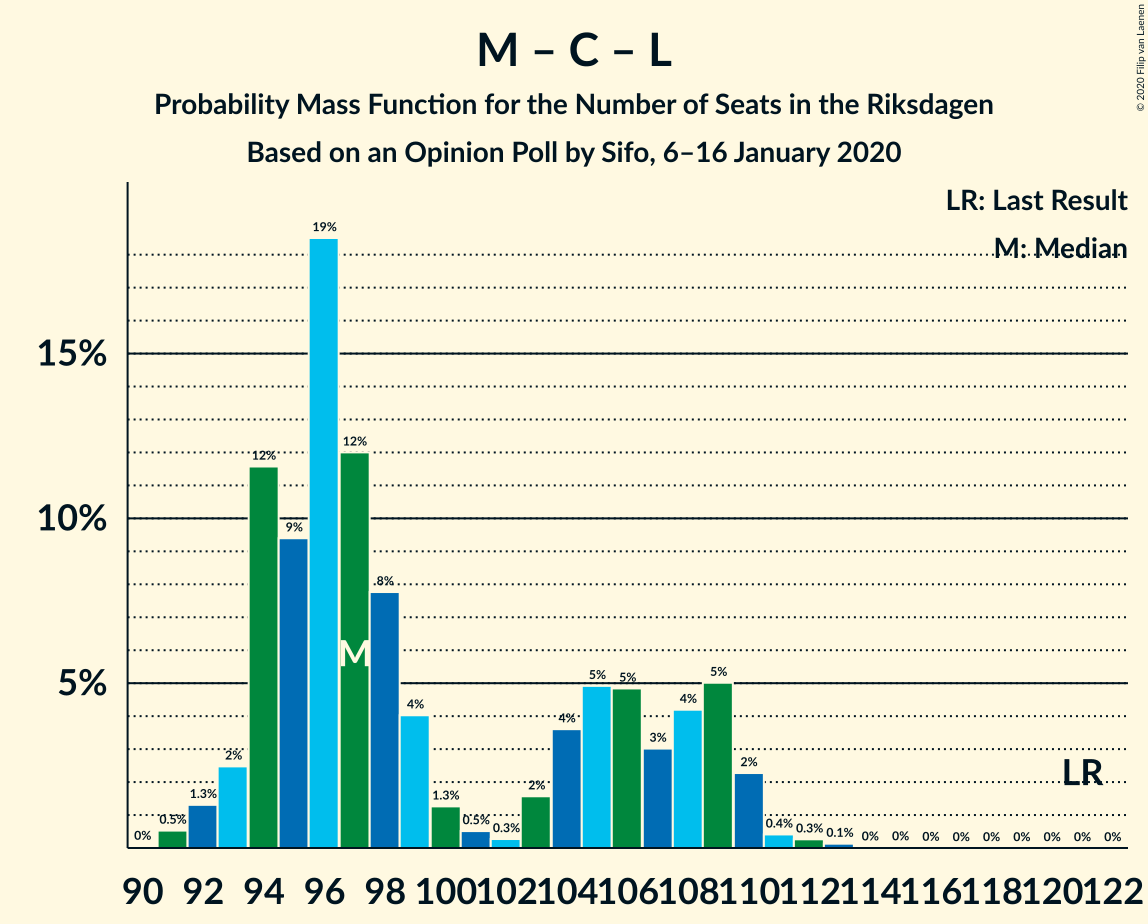 M – C – L
Probability Mass Function for the Number of Seats in the Riksdagen
Based on an Opinion Poll by Sifo, 6–16 January 2020
© 2020 Filip van Laenen
LR: Last Result
M: Median
15%
10%
5%
0% 0.5% 1.3% 2% 12% 9% 19% 12% 8% 4% 1.3% 0.5% 0.3% 2% 4% 5% 5% 3% 4% 5% 2% 0.4% 0.3% 0.1% 0% 0% 0% 0% 0% 0% 0% 0% 0%
M
LR
90 92 94 96 98 100 102 104 106 108 110 112 114 116 118 120 122